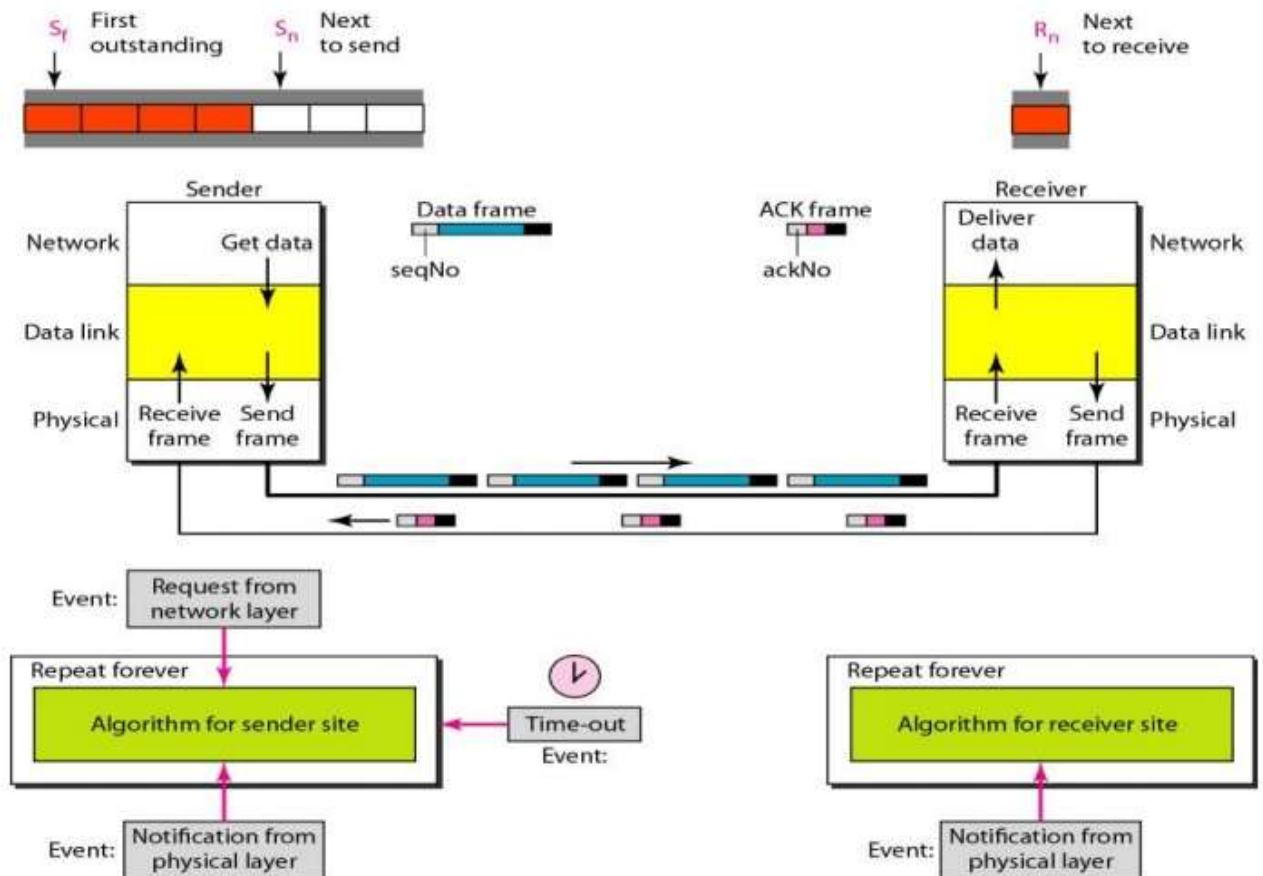 S_f First outstanding
S_n Next to send
R_n Next to receive
Sender
Receiver
Data frame
ACK frame
Network
Get data
seqNo
ackNo
Deliver
data
Network
Data link
Data link
Physical
Receive
frame
Send
frame
Receive
frame
Send
frame
Physical
Event:
Request from
network layer
Repeat forever
Algorithm for sender site
Time-out
Event:
Repeat forever
Algorithm for receiver site
Event:
Notification from
physical layer
Event:
Notification from
physical layer